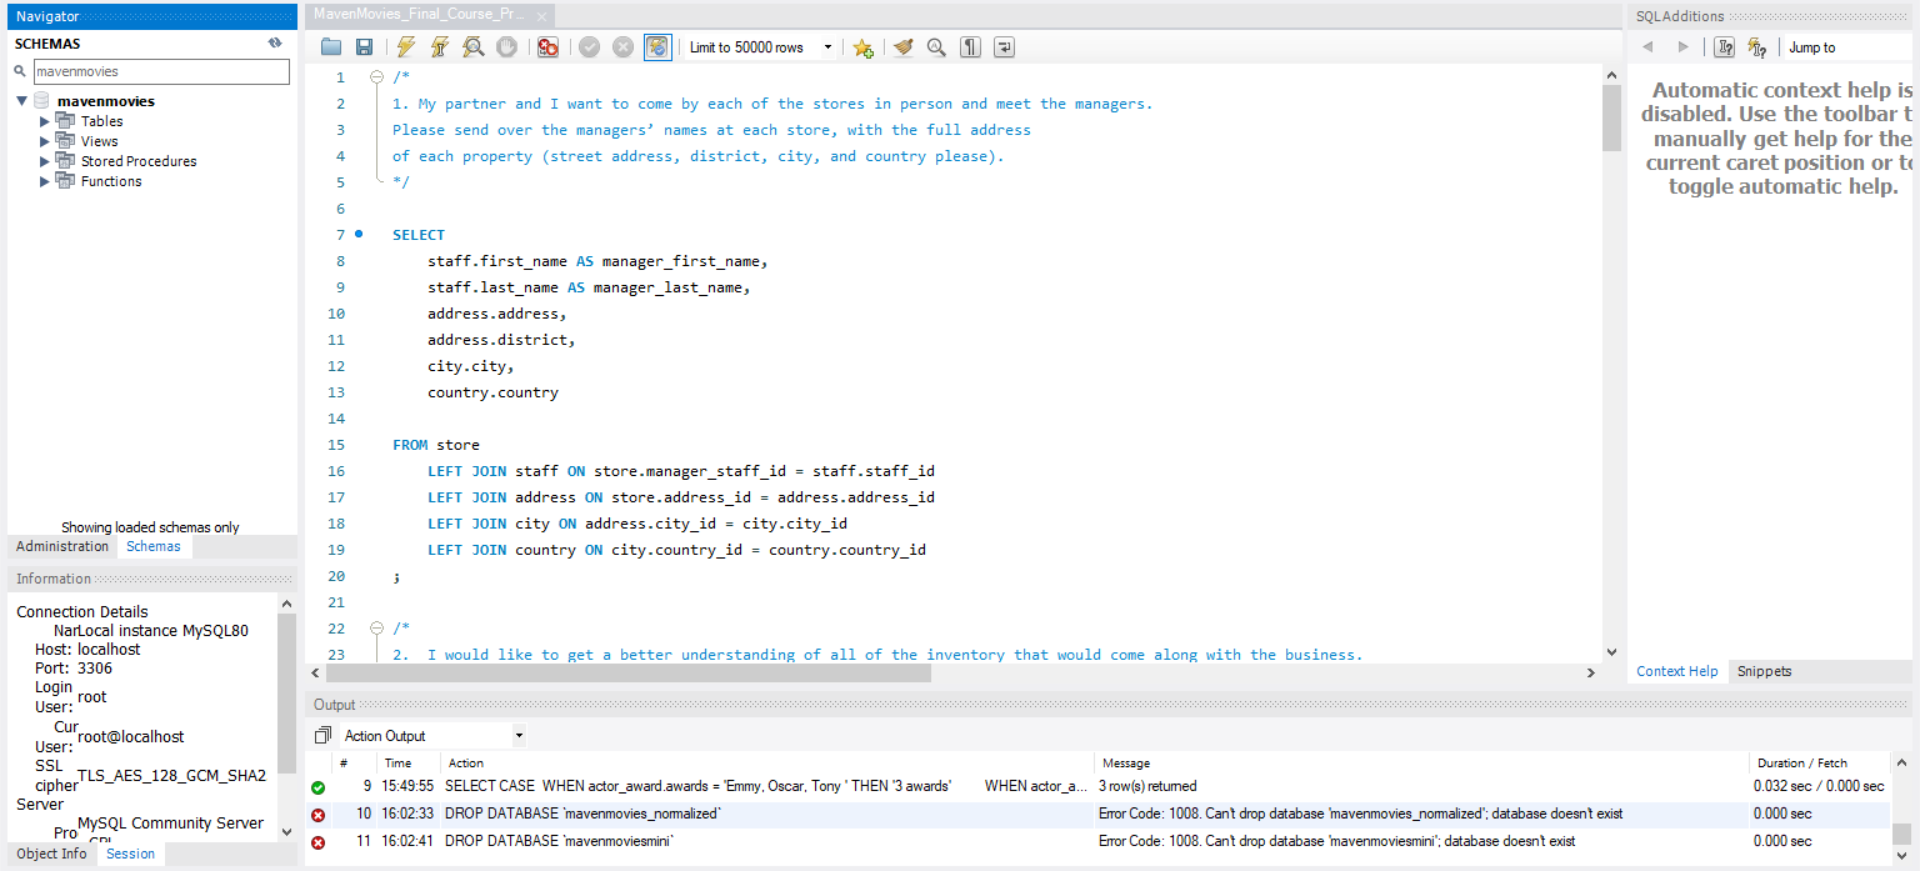 Navigator
SCHEMAS
mavenmovies
mavenmovies
Tables
Views
Stored Procedures
Functions
Showing loaded schemas only
Administration Schemas
Information
Connection Details
NarLocal instance MySQL80
Host: localhost
Port: 3306
Login
User: root
Cur
User: root@localhost
SSL
cipher TLS_AES_128_GCM_SHA2
Server
Pro MySQL Community Server
Object Info Session
MavenMovies_Final_Course_Pr...
Limit to 50000 rows
1 /*
2 1. My partner and I want to come by each of the stores in person and meet the managers.
3 Please send over the managers’ names at each store, with the full address
4 of each property (street address, district, city, and country please).
5 */
6
7 SELECT
8 staff.first_name AS manager_first_name,
9 staff.last_name AS manager_last_name,
10 address.address,
11 address.district,
12 city.city,
13 country.country
14
15 FROM store
16 LEFT JOIN staff ON store.manager_staff_id = staff.staff_id
17 LEFT JOIN address ON store.address_id = address.address_id
18 LEFT JOIN city ON address.city_id = city.city_id
19 LEFT JOIN country ON city.country_id = country.country_id
20 ;
21
22 /*
23 2. I would like to get a better understanding of all of the inventory that would come along with the business.
Output
Action Output
# Time Action Message Duration / Fetch
9 15:49:55 SELECT CASE WHEN actor_award.awards = 'Emmy, Oscar, Tony ' THEN '3 awards' WHEN actor_a... 3 row(s) returned 0.032 sec / 0.000 sec
10 16:02:33 DROP DATABASE `mavenmovies_normalized` Error Code: 1008. Can't drop database 'mavenmovies_normalized'; database doesn't exist 0.000 sec
11 16:02:41 DROP DATABASE `mavenmoviesmini` Error Code: 1008. Can't drop database 'mavenmoviesmini'; database doesn't exist 0.000 sec
SQLAdditions
Jump to
Automatic context help is
disabled. Use the toolbar t
manually get help for the
current caret position or to
toggle automatic help.
Context Help Snippets